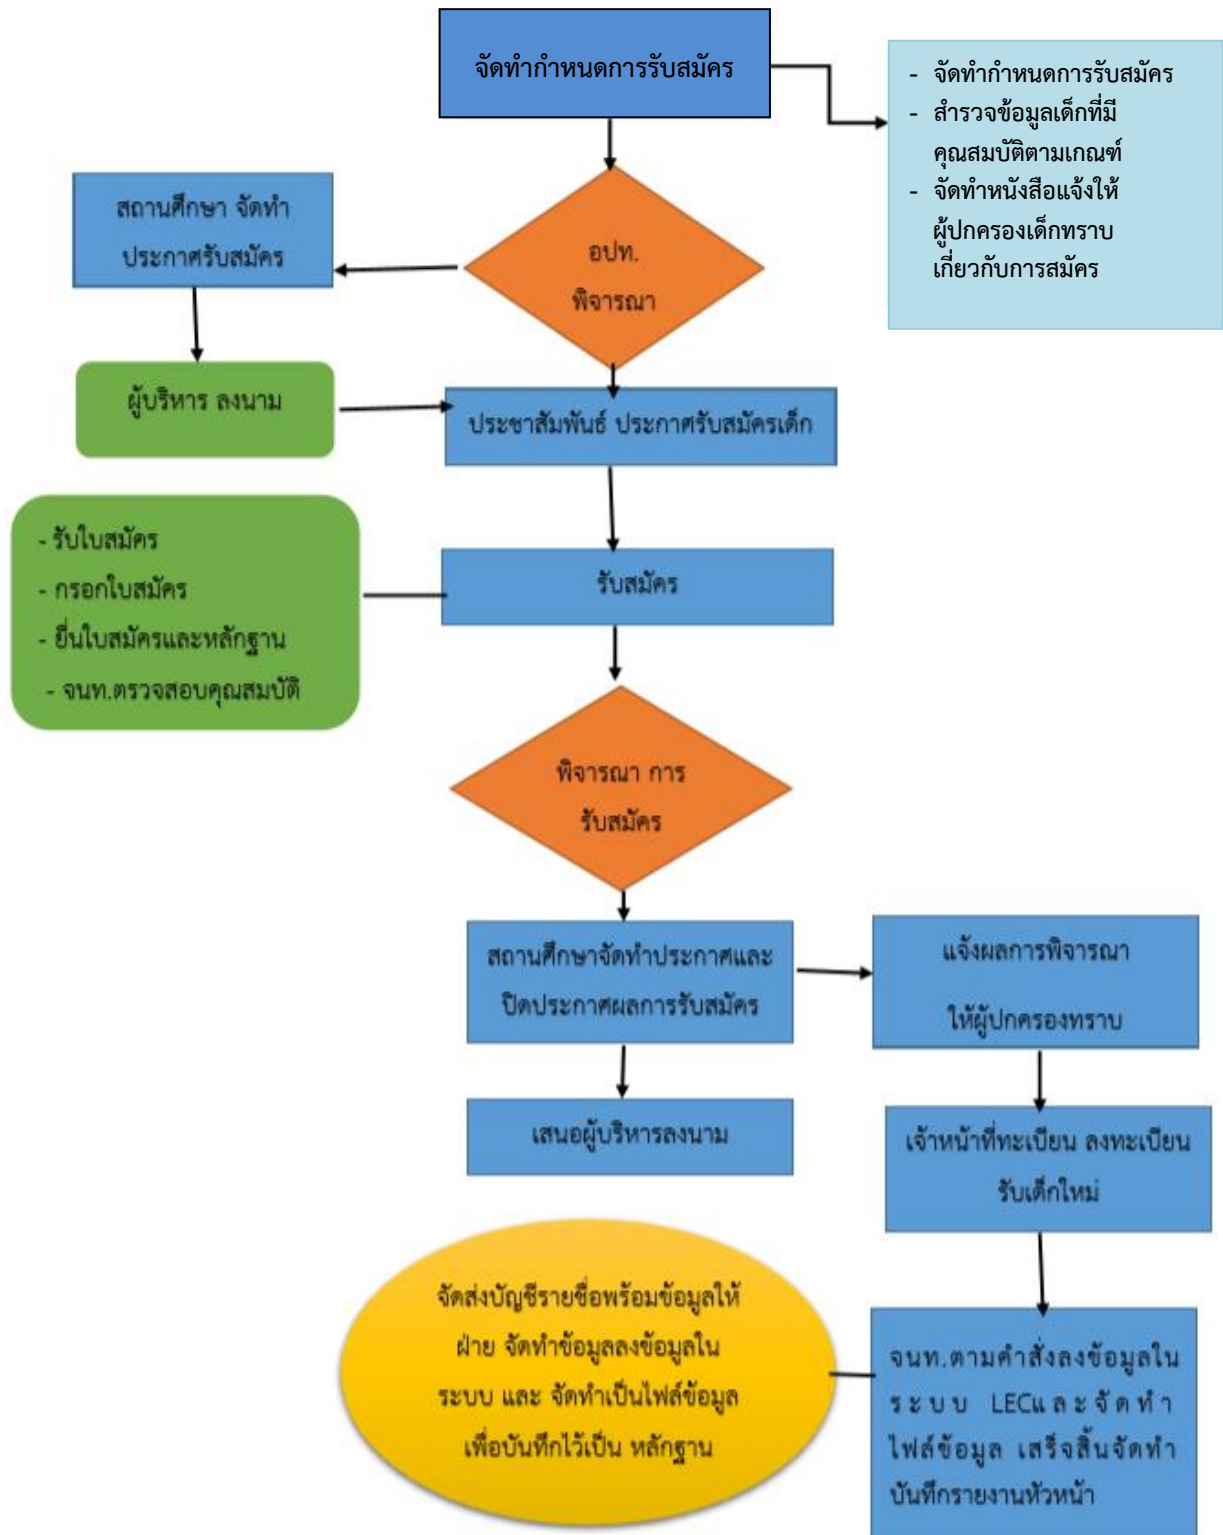 จัดทำกำหนดการรับสมัคร
- จัดทำกำหนดการรับสมัคร
- สำรวจข้อมูลเด็กที่มี
คุณสมบัติตามเกณฑ์
- จัดทำหนังสือแจ้งให้
ผู้ปกครองเด็กทราบ
เกี่ยวกับการสมัคร
อปท.
พิจารณา
สถานศึกษา จัดทำ
ประกาศรับสมัคร
ผู้บริหาร ลงนาม
ประชาสัมพันธ์ ประกาศรับสมัครเด็ก
- รับใบสมัคร
- กรอกใบสมัคร
- ยื่นใบสมัครและหลักฐาน
- จนท.ตรวจสอบคุณสมบัติ
รับสมัคร
พิจารณา การ
รับสมัคร
สถานศึกษาจัดทำประกาศและ
ปิดประกาศผลการรับสมัคร
แจ้งผลการพิจารณา
ให้ผู้ปกครองทราบ
เสนอผู้บริหารลงนาม
เจ้าหน้าที่ทะเบียน ลงทะเบียน
รับเด็กใหม่
จัดส่งบัญชีรายชื่อพร้อมข้อมูลให้
ฝ่าย จัดทำข้อมูลลงข้อมูลใน
ระบบ และ จัดทำเป็นไฟล์ข้อมูล
เพื่อบันทึกไว้เป็น หลักฐาน
จนท.ตามคำสั่งลงข้อมูลใน
ระบบ LECและจัดทำ
ไฟล์ข้อมูล เสร็จสิ้นจัดทำ
บันทึกรายงานหัวหน้า